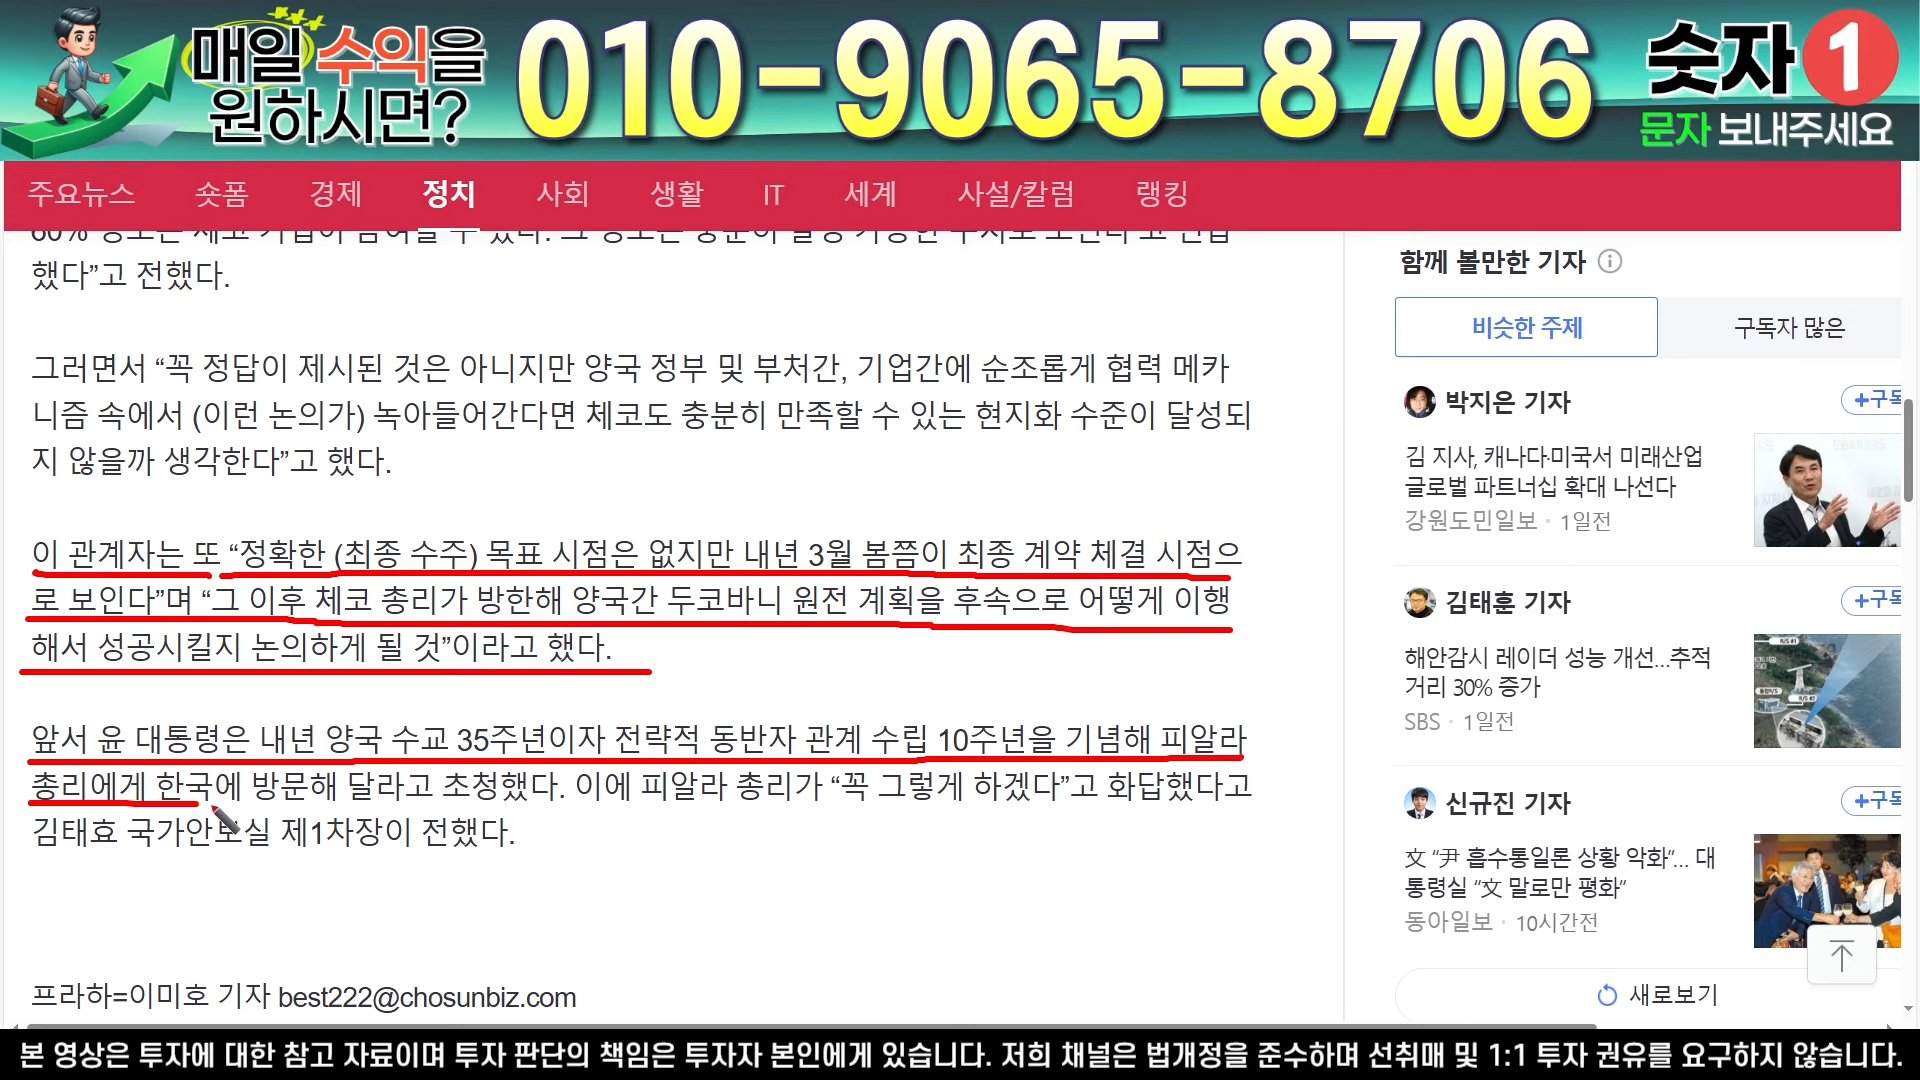 매일 수익을
원하시면?
010-9065-8706
숫자 1
문자 보내주세요
주요뉴스 숏폼 경제 정치 사회 생활 IT 세계 사설/칼럼 랭킹
했다”고 전했다.
그러면서 “꼭 정답이 제시된 것은 아니지만 양국 정부 및 부처간, 기업간에 순조롭게 협력 메카
니즘 속에서 (이런 논의가) 녹아들어간다면 체코도 충분히 만족할 수 있는 현지화 수준이 달성되
지 않을까 생각한다”고 했다.
이 관계자는 또 “정확한 (최종 수주) 목표 시점은 없지만 내년 3월 봄쯤이 최종 계약 체결 시점으
로 보인다”며 “그 이후 체코 총리가 방한해 양국간 두코바니 원전 계획을 후속으로 어떻게 이행
해서 성공시킬지 논의하게 될 것”이라고 했다.
앞서 윤 대통령은 내년 양국 수교 35주년이자 전략적 동반자 관계 수립 10주년을 기념해 피알라
총리에게 한국에 방문해 달라고 초청했다. 이에 피알라 총리가 “꼭 그렇게 하겠다”고 화답했다고
김태효 국가안보실 제1차장이 전했다.
프라하=이미호 기자 best222@chosunbiz.com
함께 볼만한 기자
비슷한 주제
구독자 많은
박지은 기자
+구독
김 지사, 캐나다·미국서 미래산업
글로벌 파트너십 확대 나선다
강원도민일보 · 1일전
김태훈 기자
+구독
해안감시 레이더 성능 개선…추적
거리 30% 증가
SBS · 1일전
신규진 기자
+구독
文 “尹 흡수통일론 상황 악화”… 대
통령실 “文 말로만 평화”
동아일보 · 10시간전
새로보기
본 영상은 투자에 대한 참고 자료이며 투자 판단의 책임은 투자자 본인에게 있습니다. 저희 채널은 법개정을 준수하며 선취매 및 1:1 투자 권유를 요구하지 않습니다.